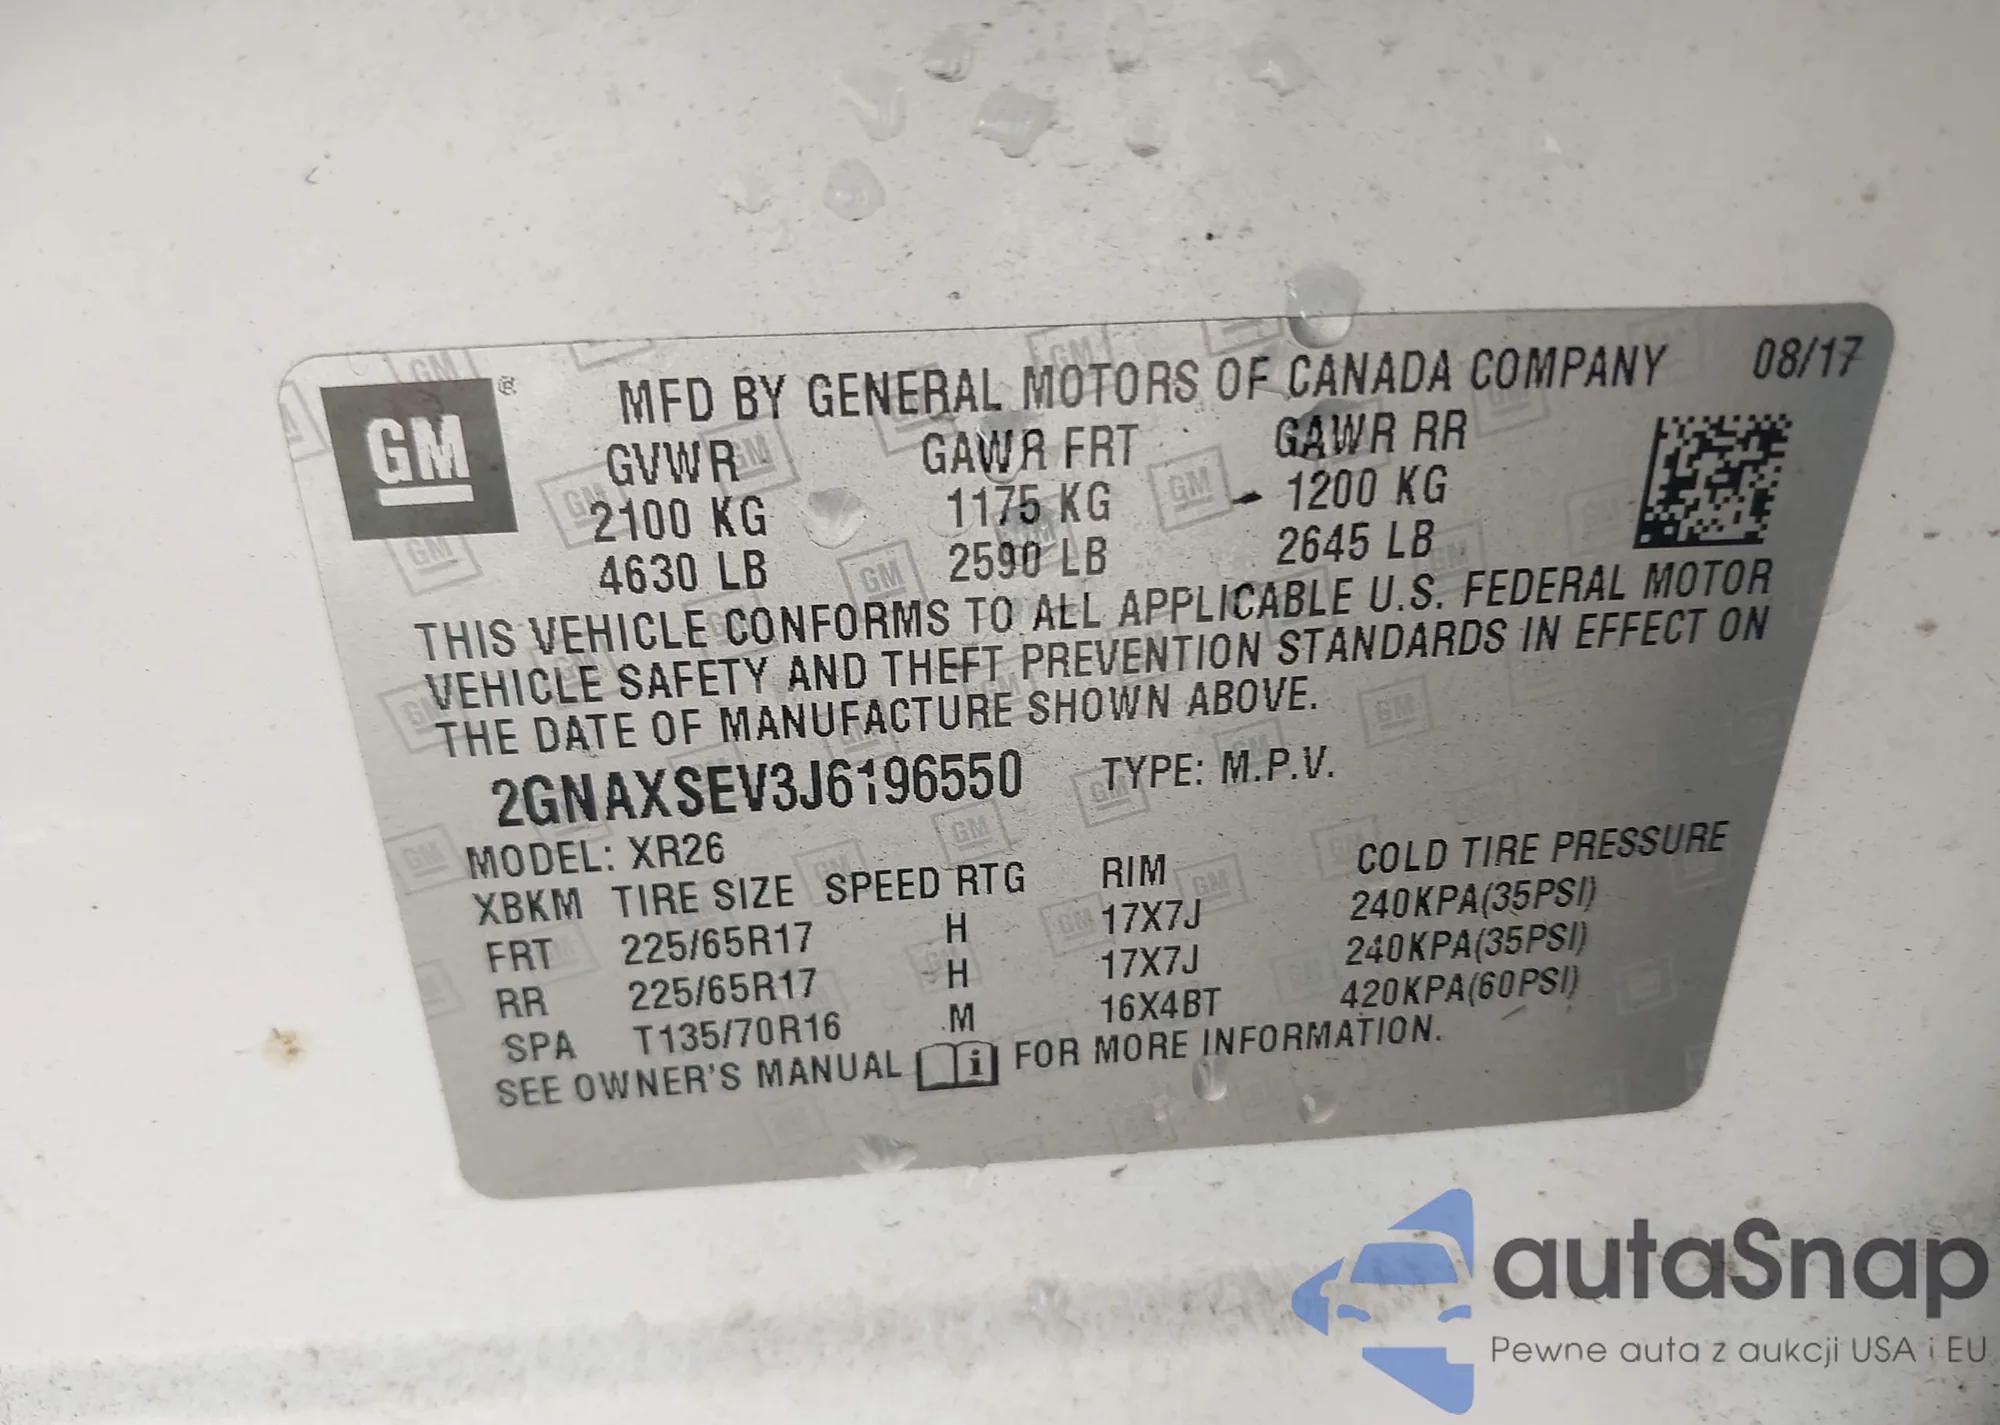 GM ®
MFD BY GENERAL MOTORS OF CANADA COMPANY 08/17
GVWR GAWR FRT GAWR RR
2100 KG 1175 KG 1200 KG
4630 LB 2590 LB 2645 LB
THIS VEHICLE CONFORMS TO ALL APPLICABLE U.S. FEDERAL MOTOR
VEHICLE SAFETY AND THEFT PREVENTION STANDARDS IN EFFECT ON
THE DATE OF MANUFACTURE SHOWN ABOVE.
2GNAXSEV3J6196550 TYPE: M.P.V.
MODEL: XR26
XBKM TIRE SIZE SPEED RTG RIM COLD TIRE PRESSURE
FRT 225/65R17 H 17X7J 240KPA(35PSI)
RR 225/65R17 H 17X7J 240KPA(35PSI)
SPA T135/70R16 M 16X4BT 420KPA(60PSI)
SEE OWNER'S MANUAL i FOR MORE INFORMATION.
autaSnap
Pewne auta z aukcji USA i EU